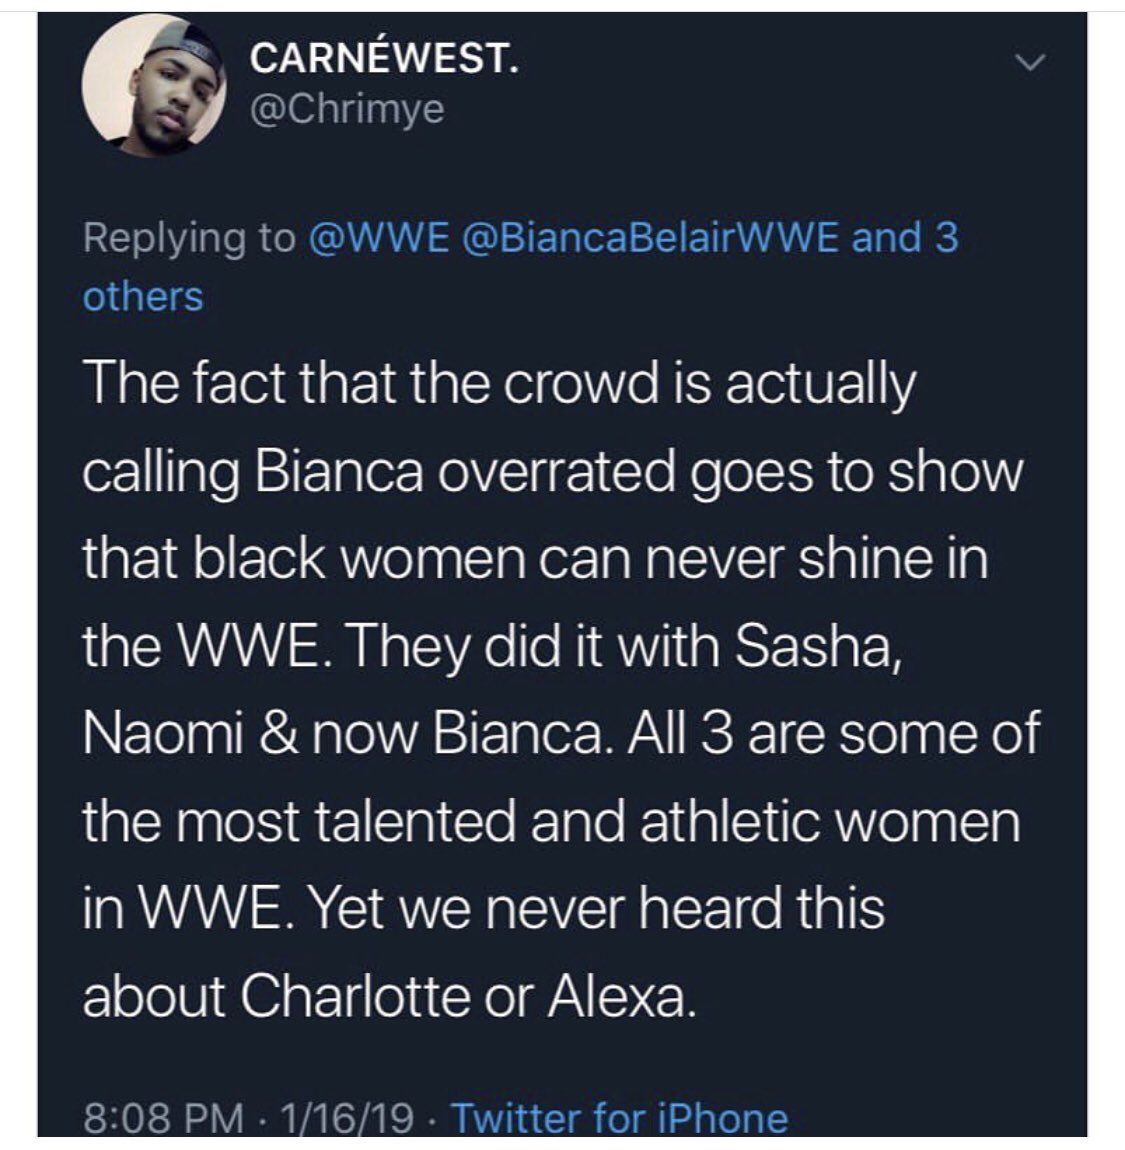 CARNÉWEST.
@Chrimye
Replying to @WWE @BiancaBelairWWE and 3
others
The fact that the crowd is actually
calling Bianca overrated goes to show
that black women can never shine in
the WWE. They did it with Sasha,
Naomi & now Bianca. All 3 are some of
the most talented and athletic women
in WWE. Yet we never heard this
about Charlotte or Alexa.
8:08 PM · 1/16/19 · Twitter for iPhone